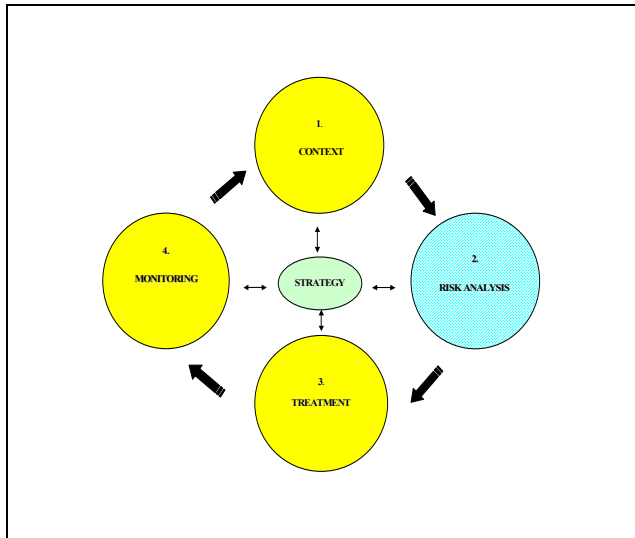 1.
CONTEXT
2.
RISK ANALYSIS
3.
TREATMENT
4.
MONITORING
STRATEGY